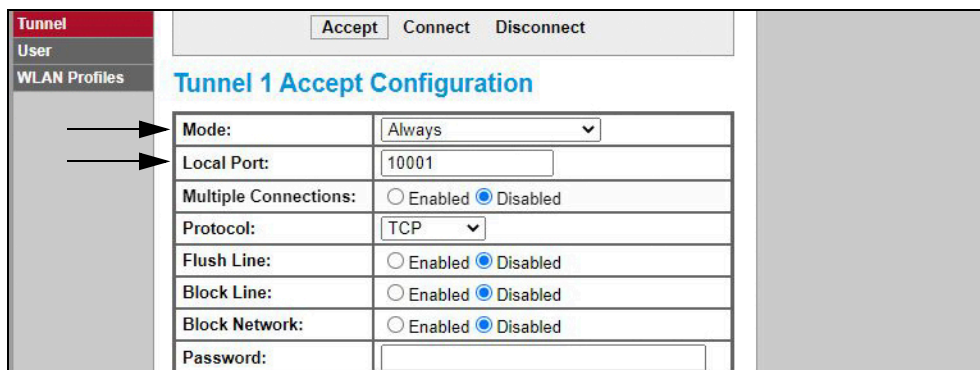 Tunnel
User
WLAN Profiles
Accept Connect Disconnect
Tunnel 1 Accept Configuration
Mode: Always
Local Port: 10001
Multiple Connections: Enabled Disabled
Protocol: TCP
Flush Line: Enabled Disabled
Block Line: Enabled Disabled
Block Network: Enabled Disabled
Password: